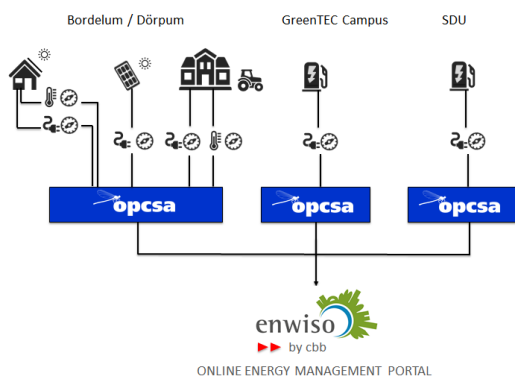 Bordelum / Dörpum
GreenTEC Campus
SDU
opcsa
opcsa
opcsa
enwiso
by cbb
ONLINE ENERGY MANAGEMENT PORTAL